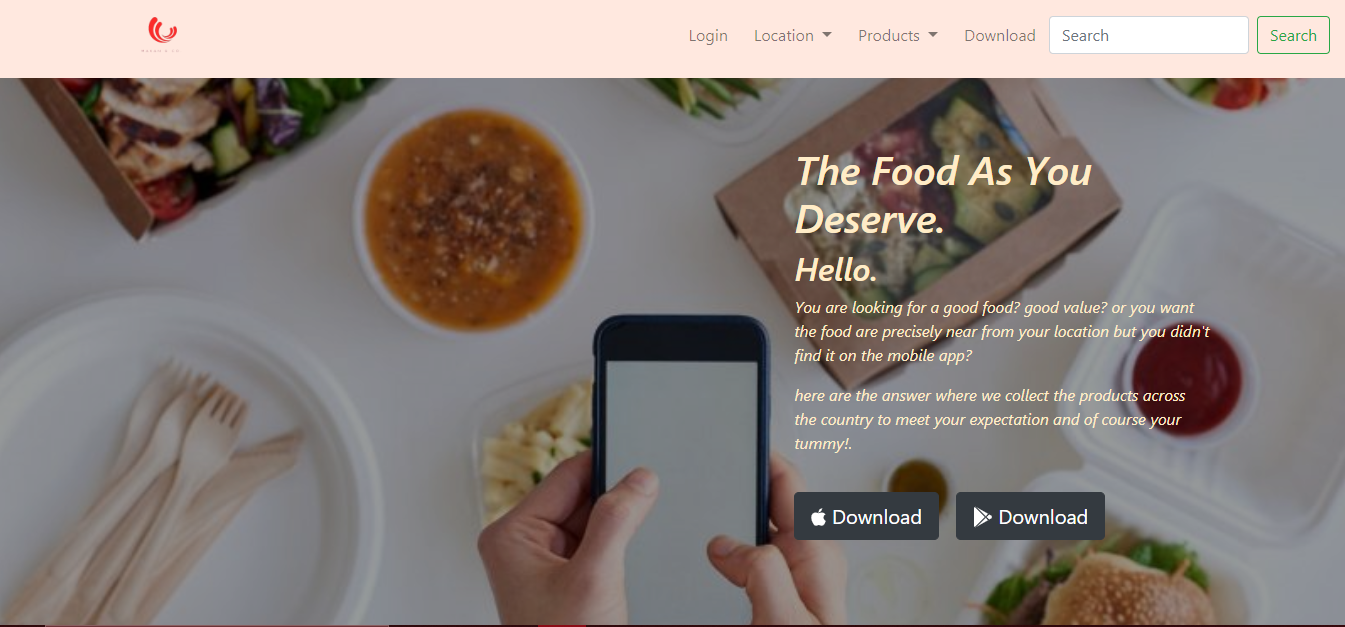 Login Location Products Download Search Search
The Food As You
Deserve.
Hello.
You are looking for a good food? good value? or you want
the food are precisely near from your location but you didn't
find it on the mobile app?
here are the answer where we collect the products across
the country to meet your expectation and of course your
tummy!.
Download Download